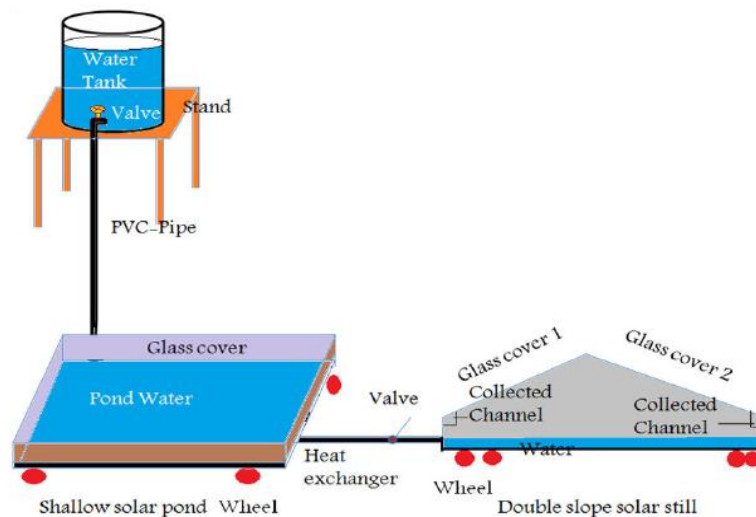 Water
Tank
Valve
Stand
PVC-Pipe
Glass cover
Pond Water
Valve
Heat
exchanger
Shallow solar pond
Wheel
Glass cover 1
Glass cover 2
Collected
Channel
Collected
Channel
Water
Wheel
Double slope solar still